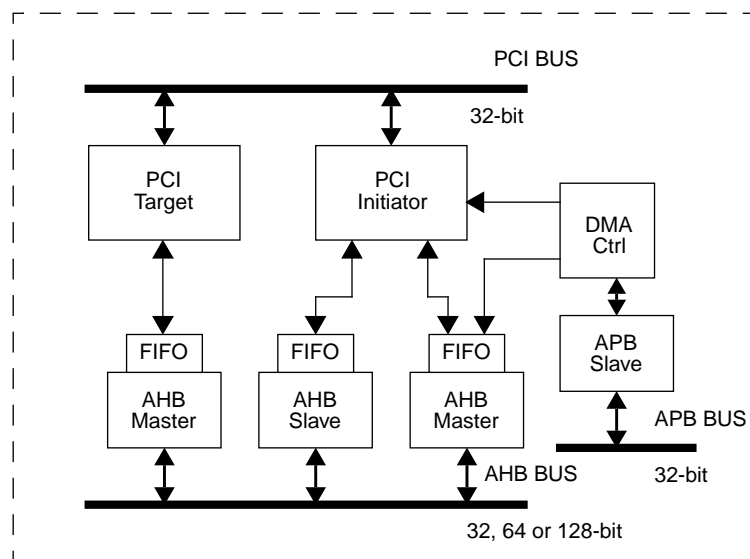 PCI BUS
32-bit
PCI
Target
PCI
Initiator
DMA
Ctrl
FIFO
FIFO
FIFO
APB
Slave
AHB
Master
AHB
Slave
AHB
Master
APB BUS
AHB BUS
32-bit
32, 64 or 128-bit